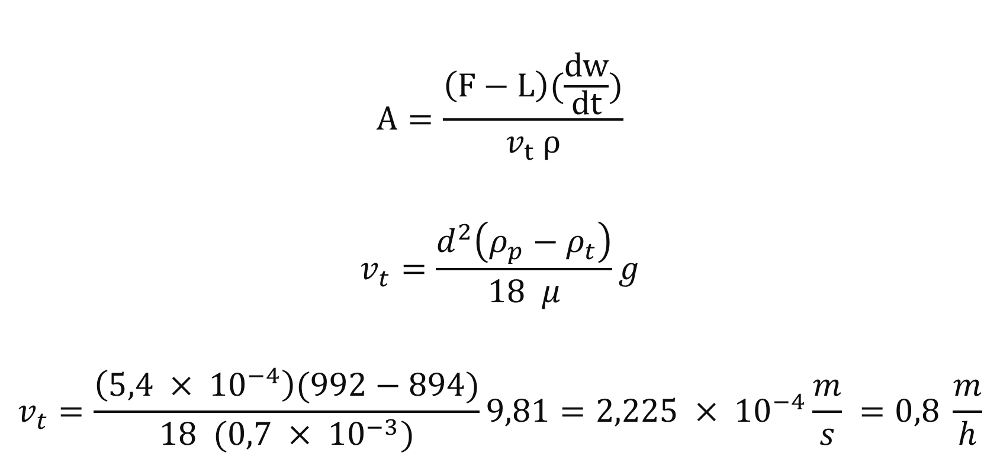 A = (F − L)(dw/dt) / v_t ρ
v_t = d²(ρ_p − ρ_t) / 18 μ g
v_t = (5,4 × 10⁻⁴)(992 − 894) / 18 (0,7 × 10⁻³) 9,81 = 2,225 × 10⁻⁴ m/s = 0,8 m/h